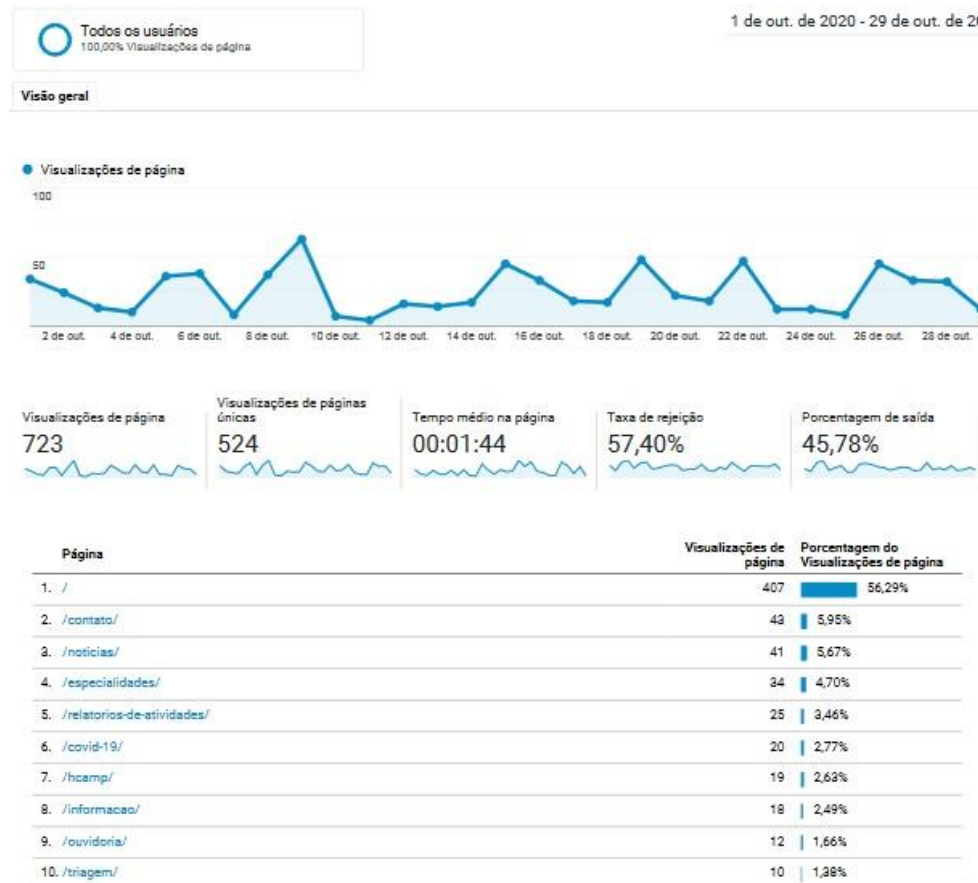 Todos os usuários
100,00% Visualizações de página
1 de out. de 2020 - 29 de out. de 20
Visão geral
Visualizações de página
100
50
2 de out. 4 de out. 6 de out. 8 de out. 10 de out. 12 de out. 14 de out. 16 de out. 18 de out. 20 de out. 22 de out. 24 de out. 26 de out. 28 de out.
Visualizações de página
723
Visualizações de páginas
únicas
524
Tempo médio na página
00:01:44
Taxa de rejeição
57,40%
Porcentagem de saída
45,78%
Página Visualizações de página Porcentagem do Visualizações de página
1. / 407 56,29%
2. /contato/ 43 5,95%
3. /noticias/ 41 5,67%
4. /especialidades/ 34 4,70%
5. /relatorios-de-atividades/ 25 3,46%
6. /covid-19/ 20 2,77%
7. /hcamp/ 19 2,63%
8. /informacao/ 18 2,49%
9. /ouvidoria/ 12 1,66%
10. /triagem/ 10 1,38%